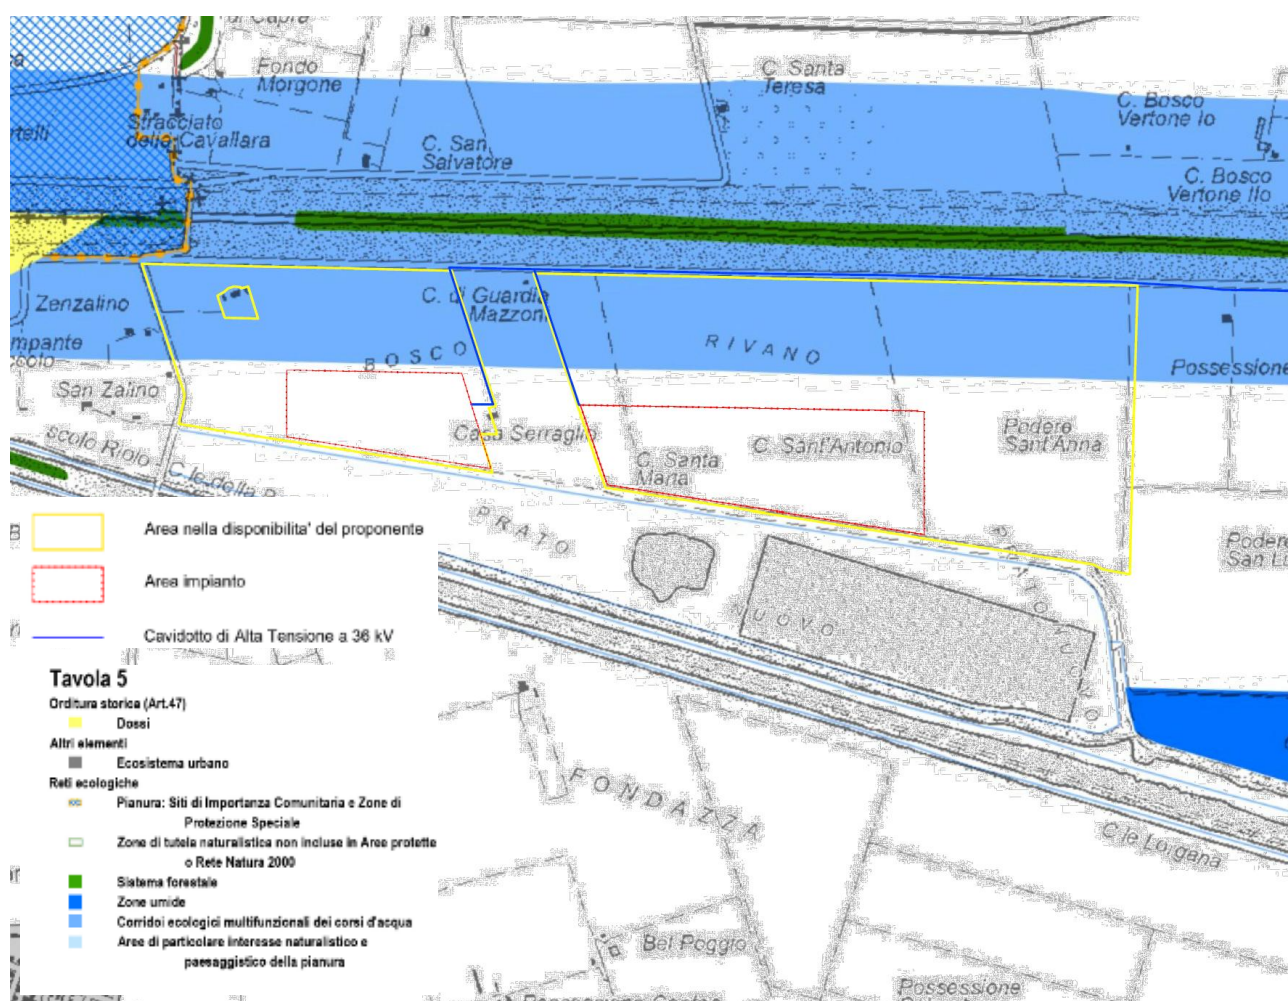 di Capra
Fondo
Morgone
C. Santa
Teresa
C. Bosco
Vertone Io
Stracciato
della Cavallara
C. San
Salvatore
C. Bosco
Vertone IIo
Zenzalino
C. di Guardia
Mazzoni
BOSCO
RIVANO
Possessione
San Zalino
Casa Serraglio
C. Sant'Antonio
Podere
Sant'Anna
C. Santa
Maria
scolo Riolo
C.le della
PRATO
NUOVO
Podere
Area nella disponibilita' del proponente
Area impianto
Cavidotto di Alta Tensione a 36 kV
Tavola 5
Orditura storica (Art.47)
Dossi
Altri elementi
Ecosistema urbano
Reti ecologiche
Pianura: Siti di Importanza Comunitaria e Zone di
Protezione Speciale
Zone di tutela naturalistica non incluse in Aree protette
o Rete Natura 2000
Sistema forestale
Zone umide
Corridoi ecologici multifunzionali dei corsi d'acqua
Aree di particolare interesse naturalistico e
paesaggistico della pianura
FONDAZZA
C.le Lorgana
Bel Poggio
Possessione